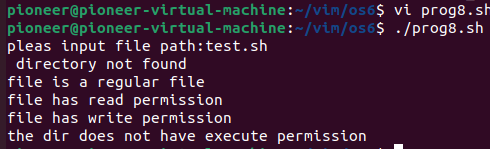 pioneer@pioneer-virtual-machine:~/vim/os6$ vi prog8.sh
pioneer@pioneer-virtual-machine:~/vim/os6$ ./prog8.sh
pleas input file path:test.sh
 directory not found
file is a regular file
file has read permission
file has write permission
the dir does not have execute permission